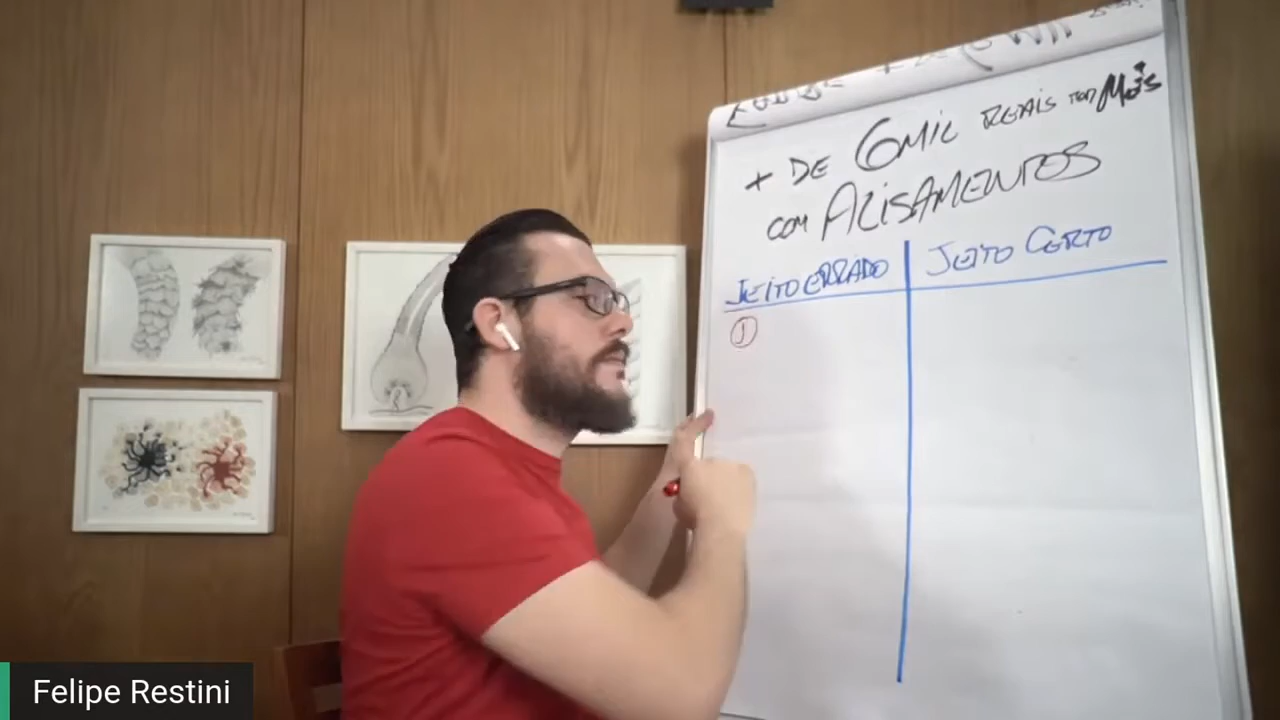 + DE 6MIL REAIS POR MÊS
COM ALISAMENTOS
JEITO ERRADO
JEITO CERTO
1
Felipe Restini